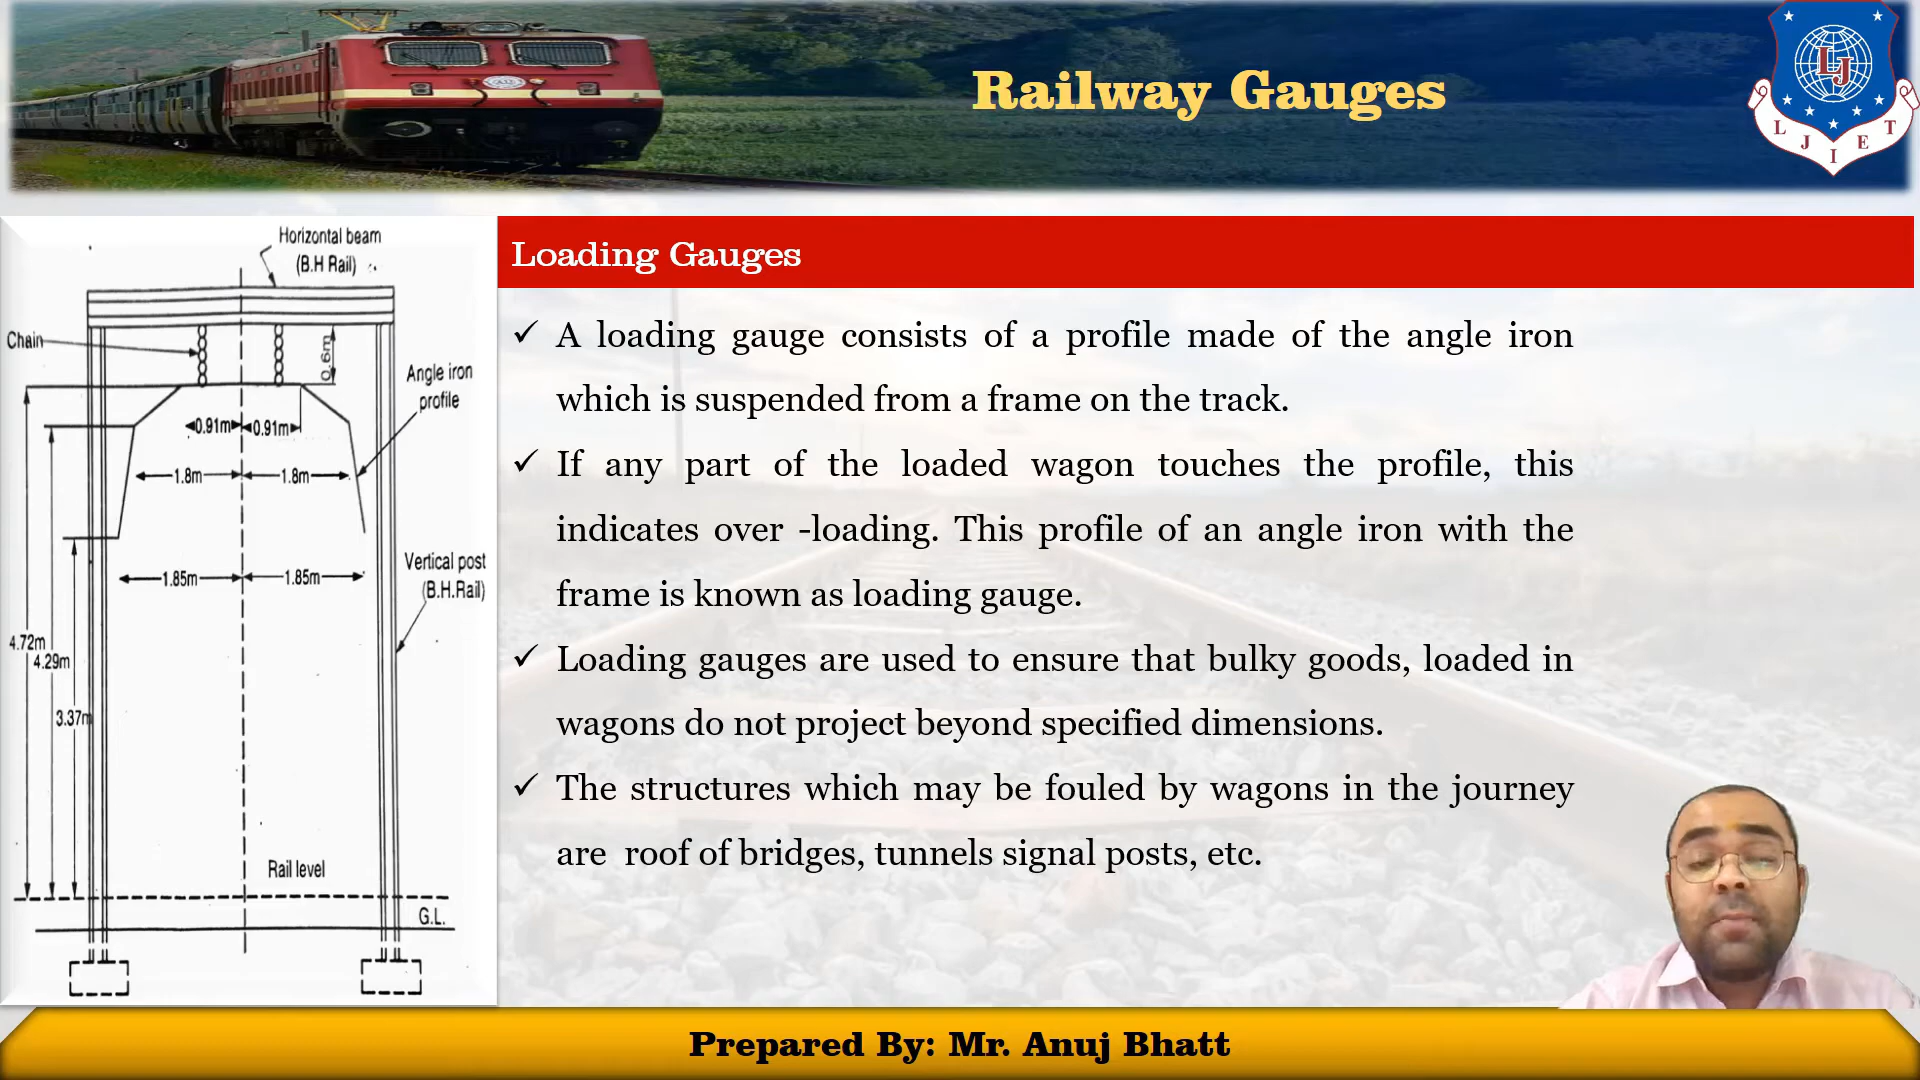 Railway Gauges
LJ
L J I E T
Horizontal beam
(B.H Rail)
Chain
0.6m
Angle iron
profile
0.91m 0.91m
1.8m 1.8m
Vertical post
(B.H.Rail)
1.85m 1.85m
4.72m
4.29m
3.37m
Rail level
G.L.
Loading Gauges
✓ A loading gauge consists of a profile made of the angle iron
which is suspended from a frame on the track.
✓ If any part of the loaded wagon touches the profile, this
indicates over -loading. This profile of an angle iron with the
frame is known as loading gauge.
✓ Loading gauges are used to ensure that bulky goods, loaded in
wagons do not project beyond specified dimensions.
✓ The structures which may be fouled by wagons in the journey
are roof of bridges, tunnels signal posts, etc.
Prepared By: Mr. Anuj Bhatt